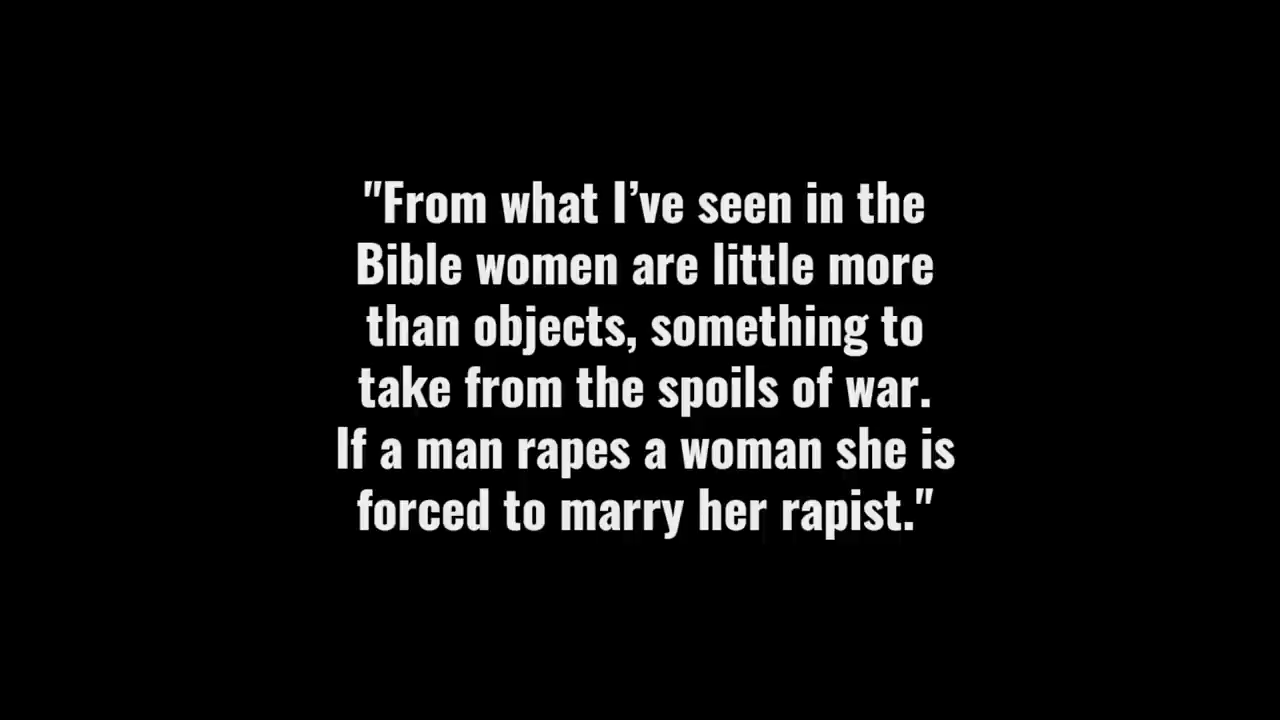 "From what I’ve seen in the
Bible women are little more
than objects, something to
take from the spoils of war.
If a man rapes a woman she is
forced to marry her rapist."